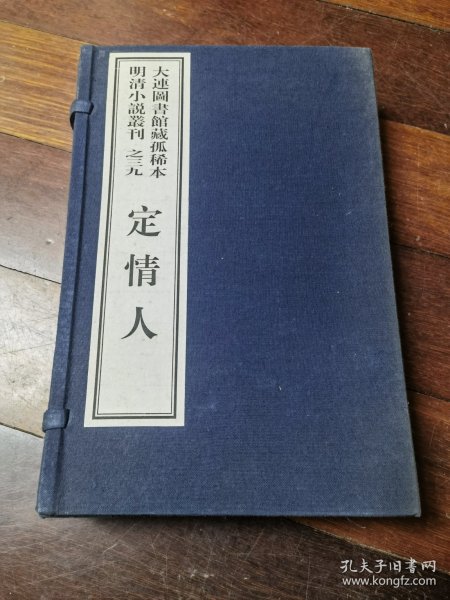 大連圖書館藏孤稀本
明清小説叢刊 之三九
定情人
孔夫子旧书网
www.kongfz.com